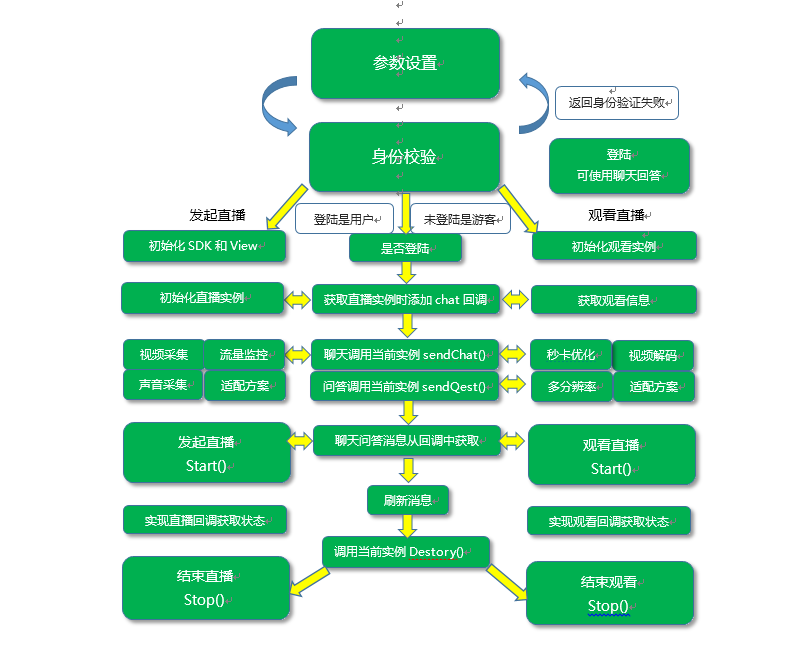 参数设置
返回身份验证失败
身份校验
登陆
可使用聊天回答
发起直播
登陆是用户
未登陆是游客
观看直播
初始化 SDK 和 View
是否登陆
初始化观看实例
初始化直播实例
获取直播实例时添加 chat 回调
获取观看信息
视频采集
流量监控
聊天调用当前实例 sendChat()
秒卡优化
视频解码
声音采集
适配方案
问答调用当前实例 sendQest()
多分辨率
适配方案
发起直播
Start()
聊天问答消息从回调中获取
观看直播
Start()
刷新消息
实现直播回调获取状态
实现观看回调获取状态
调用当前实例 Destory()
结束直播
Stop()
结束观看
Stop()